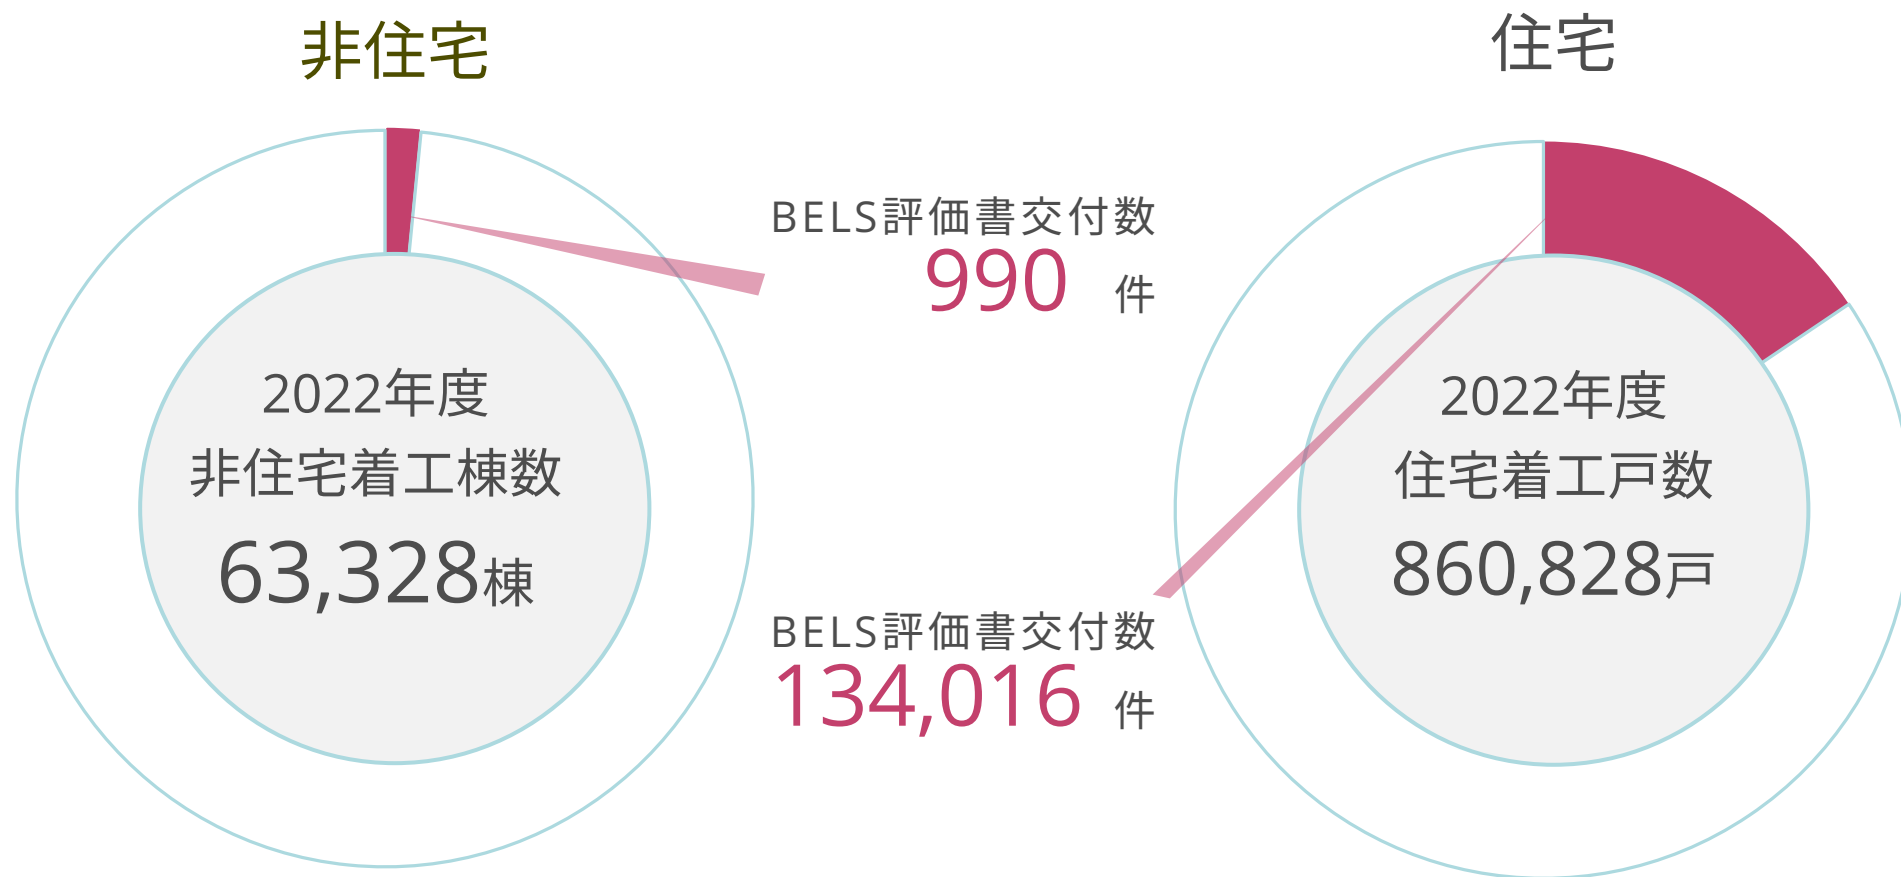 非住宅
2022年度
非住宅着工棟数
63,328棟
BELS評価書交付数
990 件
BELS評価書交付数
134,016 件
住宅
2022年度
住宅着工戸数
860,828戸